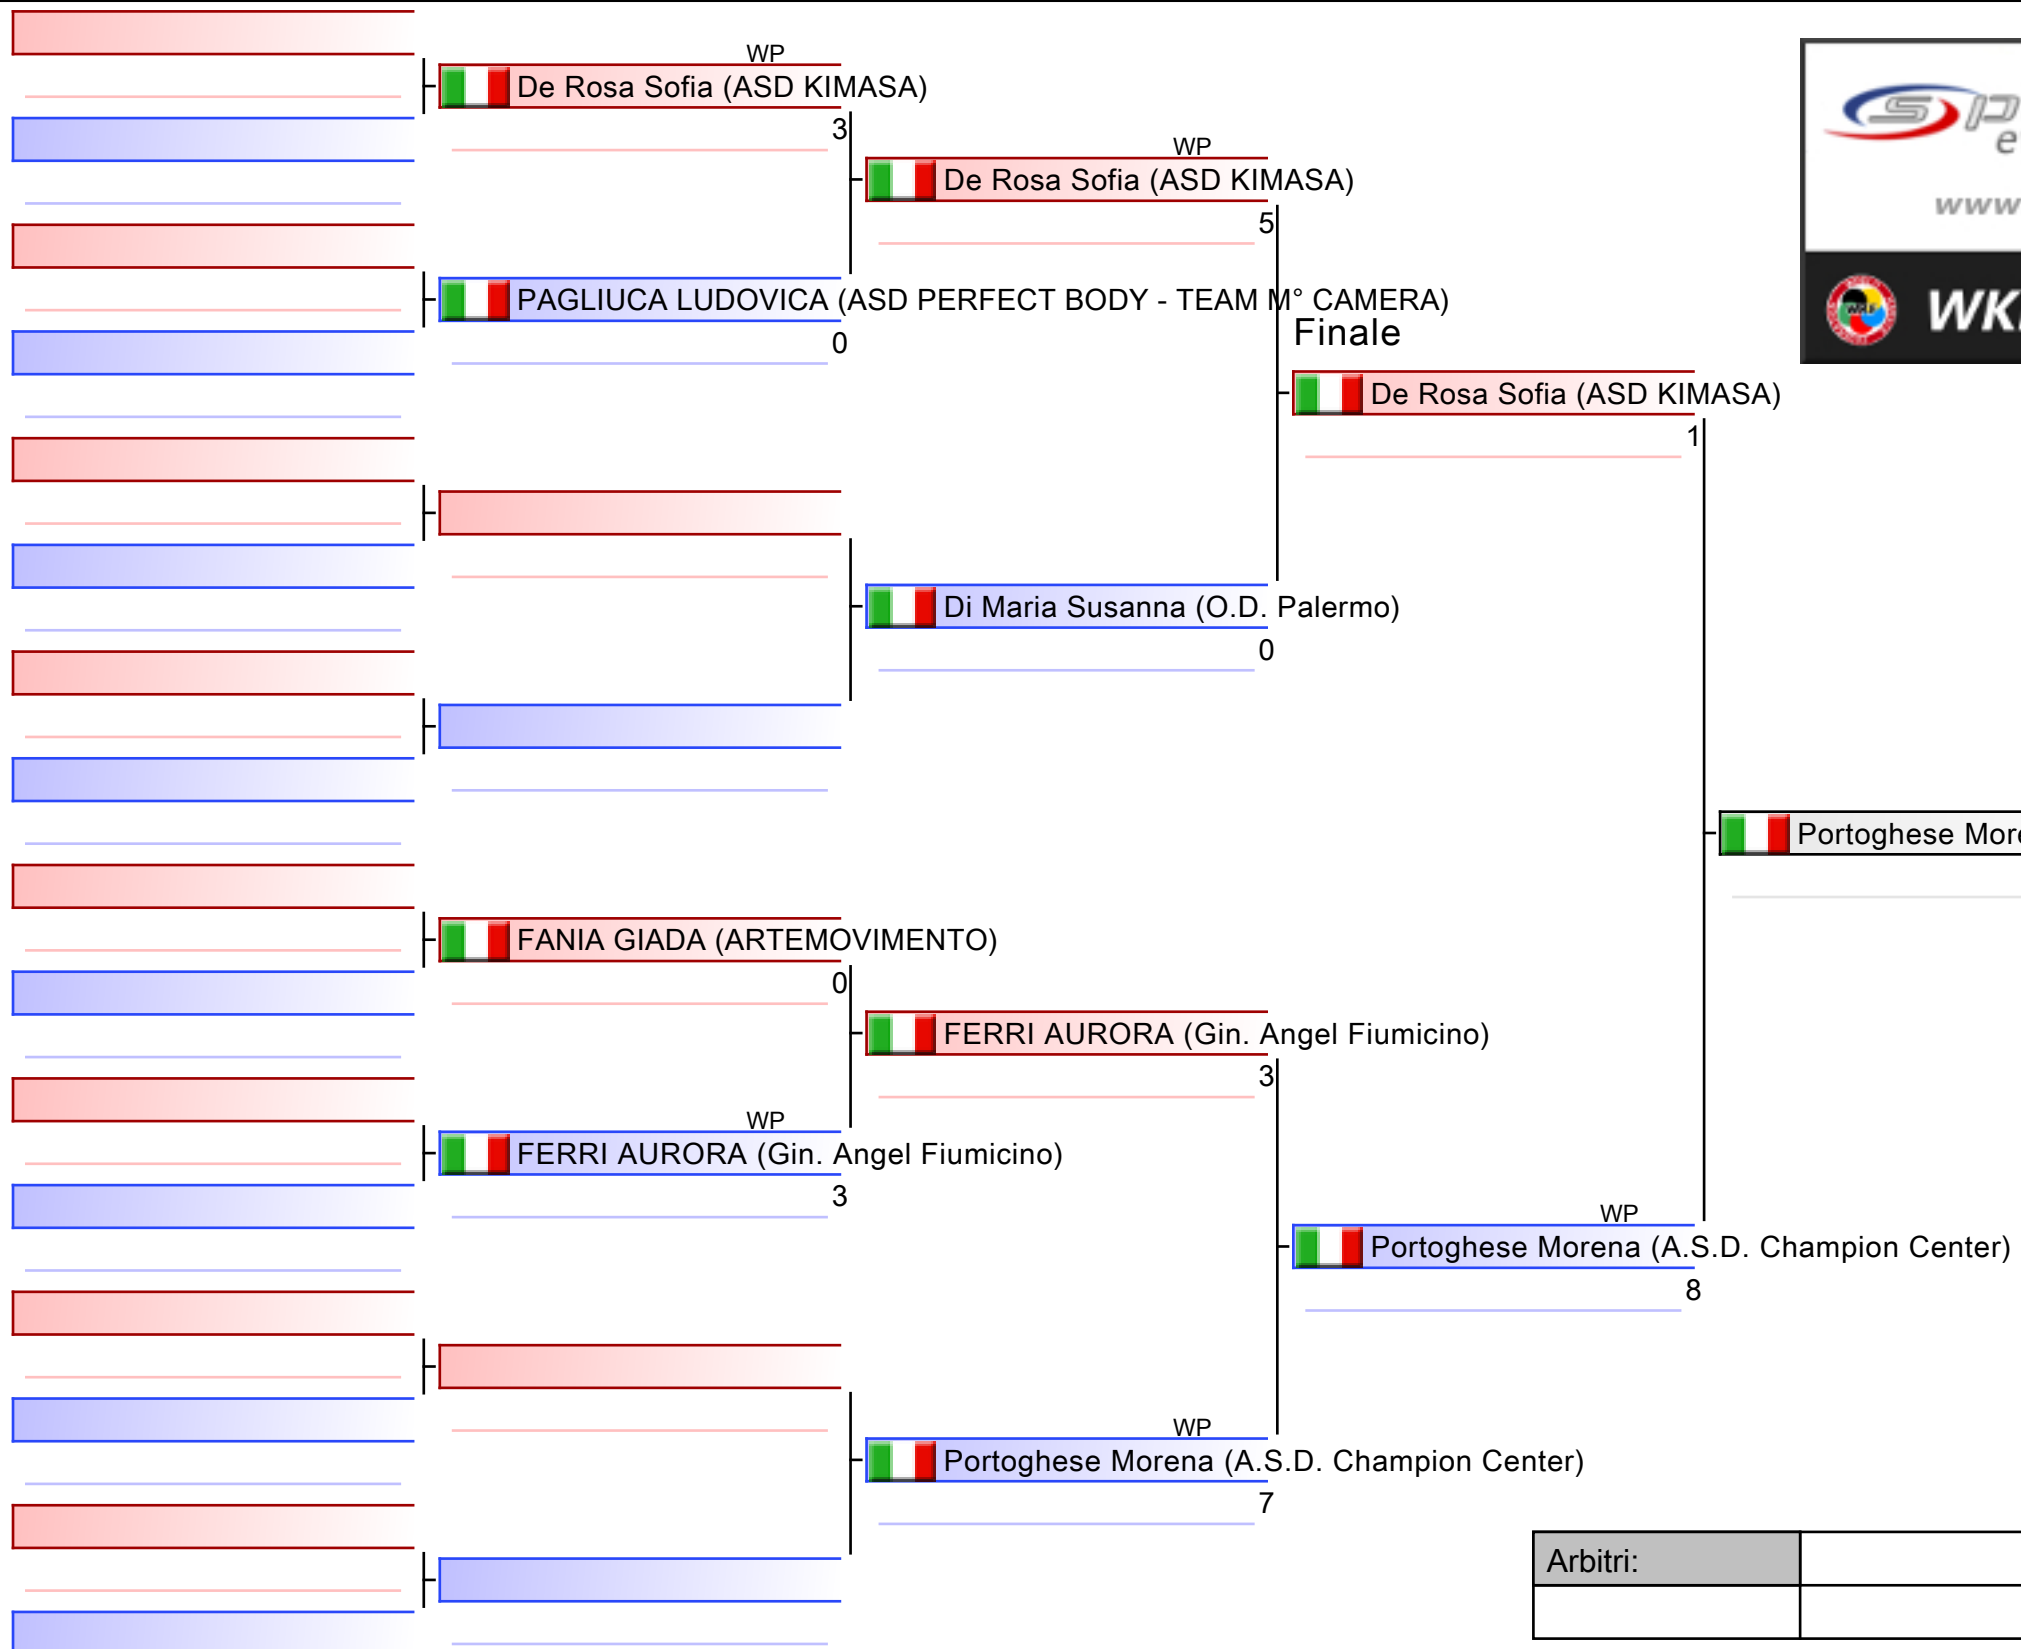 WP
De Rosa Sofia (ASD KIMASA)
3
WP
De Rosa Sofia (ASD KIMASA)
5
www
PAGLIUCA LUDOVICA (ASD PERFECT BODY - TEAM M° CAMERA)
0
Finale
De Rosa Sofia (ASD KIMASA)
1
Di Maria Susanna (O.D. Palermo)
0
Portoghese
FANIA GIADA (ARTEMOVIMENTO)
0
FERRI AURORA (Gin. Angel Fiumicino)
3
WP
FERRI AURORA (Gin. Angel Fiumicino)
3
WP
Portoghese Morena (A.S.D. Champion Center)
8
WP
Portoghese Morena (A.S.D. Champion Center)
7
Arbitri: